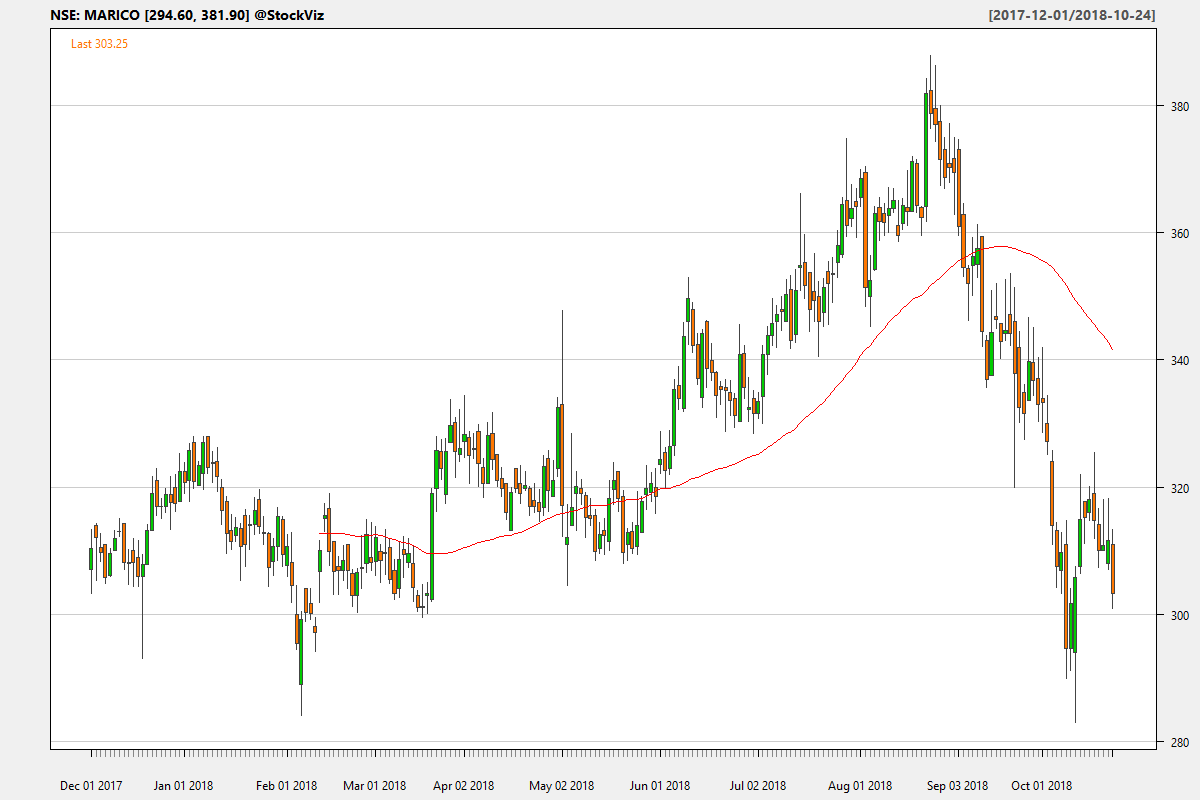 NSE: MARICO [294.60, 381.90] @StockViz [2017-12-01/2018-10-24]
Last 303.25
380
360
340
320
300
280
Dec 01 2017 Jan 01 2018 Feb 01 2018 Mar 01 2018 Apr 02 2018 May 02 2018 Jun 01 2018 Jul 02 2018 Aug 01 2018 Sep 03 2018 Oct 01 2018